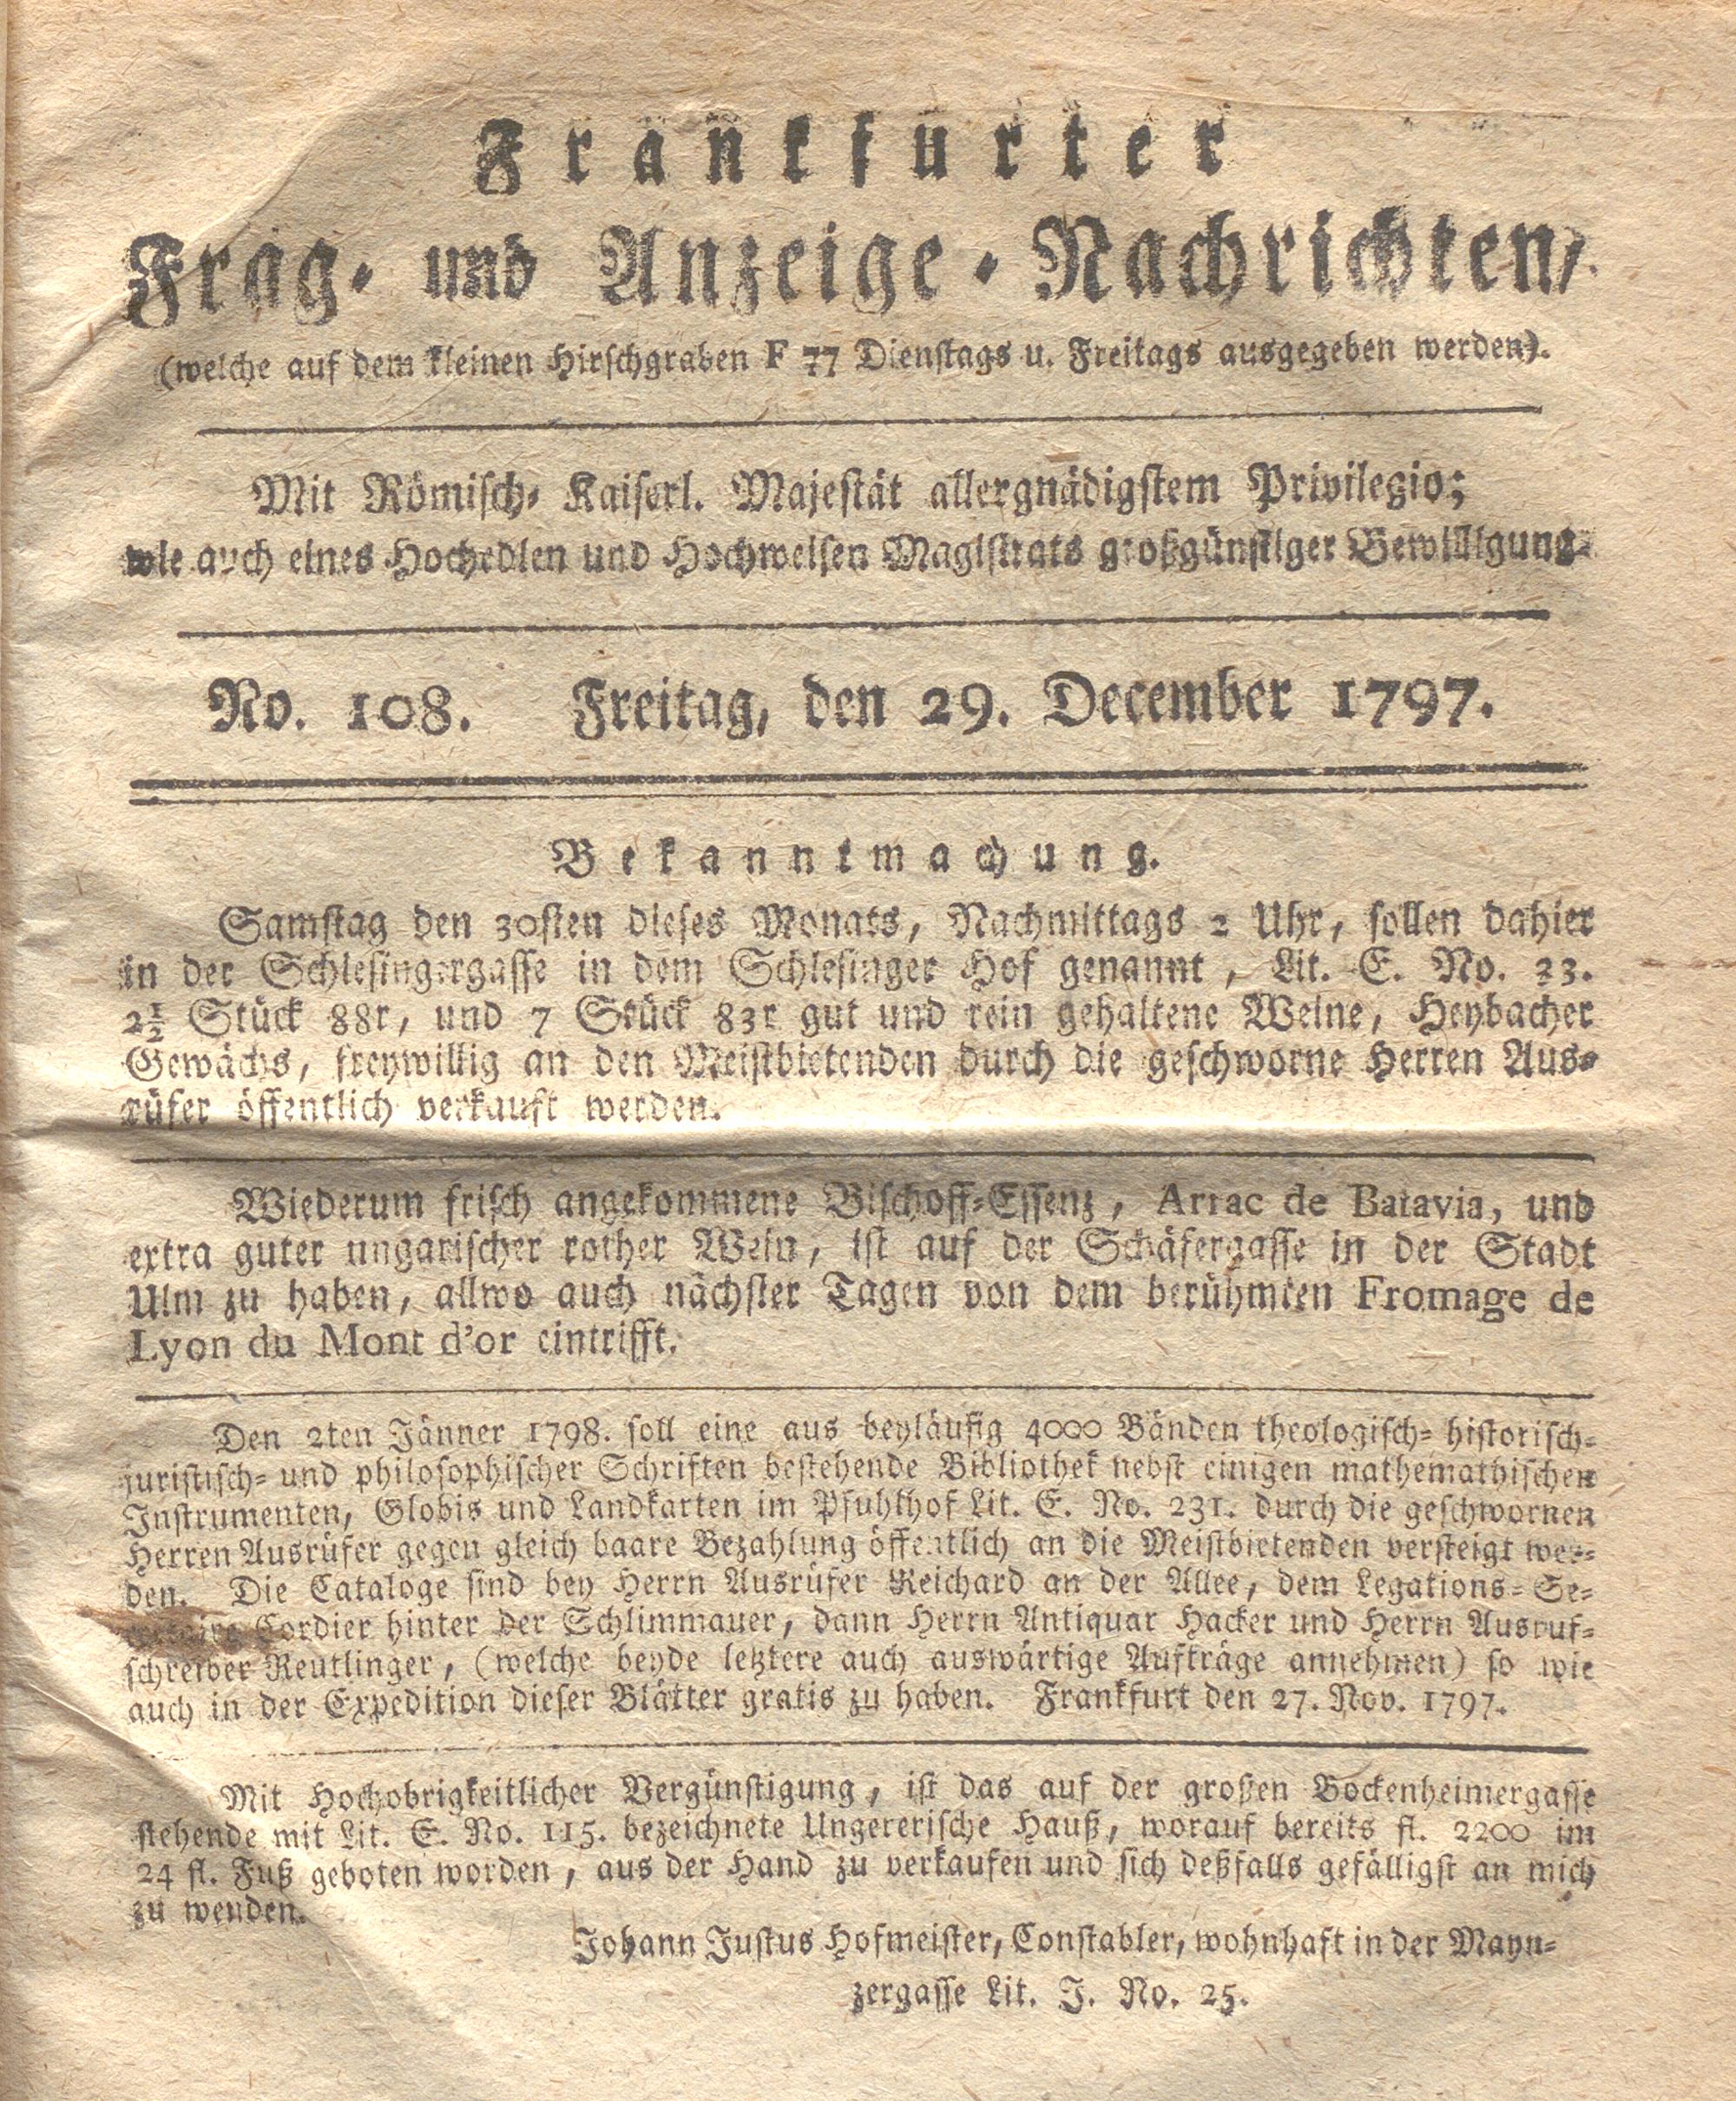 Frankfurter
Frag- und Anzeige-Nachrichten,
(welche auf dem kleinen Hirschgraben F 77 Dienstags u. Freitags ausgegeben werden).
Mit Römisch- Kaiserl. Majestät allergnädigstem Privilegio;
wie auch eines Hochedlen und Hochweisen Magistrats großgünstiger Bewilligung.
No. 108. Freitag, den 29. December 1797.
Bekanntmachung.
Samstag den 30sten dieses Monats, Nachmittags 2 Uhr, sollen dahier
in der Schlesingergasse in dem Schlesinger Hof genannt, Lit. E. No. 23.
2½ Stück 88r, und 7 Stück 83r gut und rein gehaltene Weine, Heybacher
Gewächs, freywillig an den Meistbietenden durch die geschworne Herren Aus-
rüfer öffentlich verkauft werden.
Wiederum frisch angekommene Bischoff-Essenz, Arrac de Batavia, und
extra guter ungarischer rother Wein, ist auf der Schäfergasse in der Stadt
Ulm zu haben, allwo auch nächster Tagen von dem berühmten Fromage de
Lyon du Mont d'or eintrifft.
Den 2ten Jänner 1798. soll eine aus beyläufig 4000 Bänden theologisch- historisch-
juristisch- und philosophischer Schriften bestehende Bibliothek nebst einigen mathemathischen
Instrumenten, Globis und Landkarten im Pfuhlhof Lit. E. No. 231. durch die geschwornen
Herren Ausrüfer gegen gleich baare Bezahlung öffentlich an die Meistbietenden versteigt wer-
den. Die Cataloge sind bey Herrn Ausrüfer Reichard an der Allee, dem Legations-Se-
Cordier hinter der Schlimmauer, dann Herrn Antiquar Hacker und Herrn Ausruf-
schreiber Reutlinger, (welche beyde letztere auch auswärtige Aufträge annehmen) so wie
auch in der Expedition dieser Blätter gratis zu haben. Frankfurt den 27. Nov. 1797.
Mit Hochobrigkeitlicher Vergünstigung, ist das auf der großen Bockenheimergasse
stehende mit Lit. E. No. 115. bezeichnete Ungererische Hauß, worauf bereits fl. 2200 im
24 fl. Fuß geboten worden, aus der Hand zu verkaufen und sich deßfalls gefälligst an mich
zu wenden.
Johann Justus Hofmeister, Constabler, wohnhaft in der Mayn-
zergasse Lit. J. No. 25.